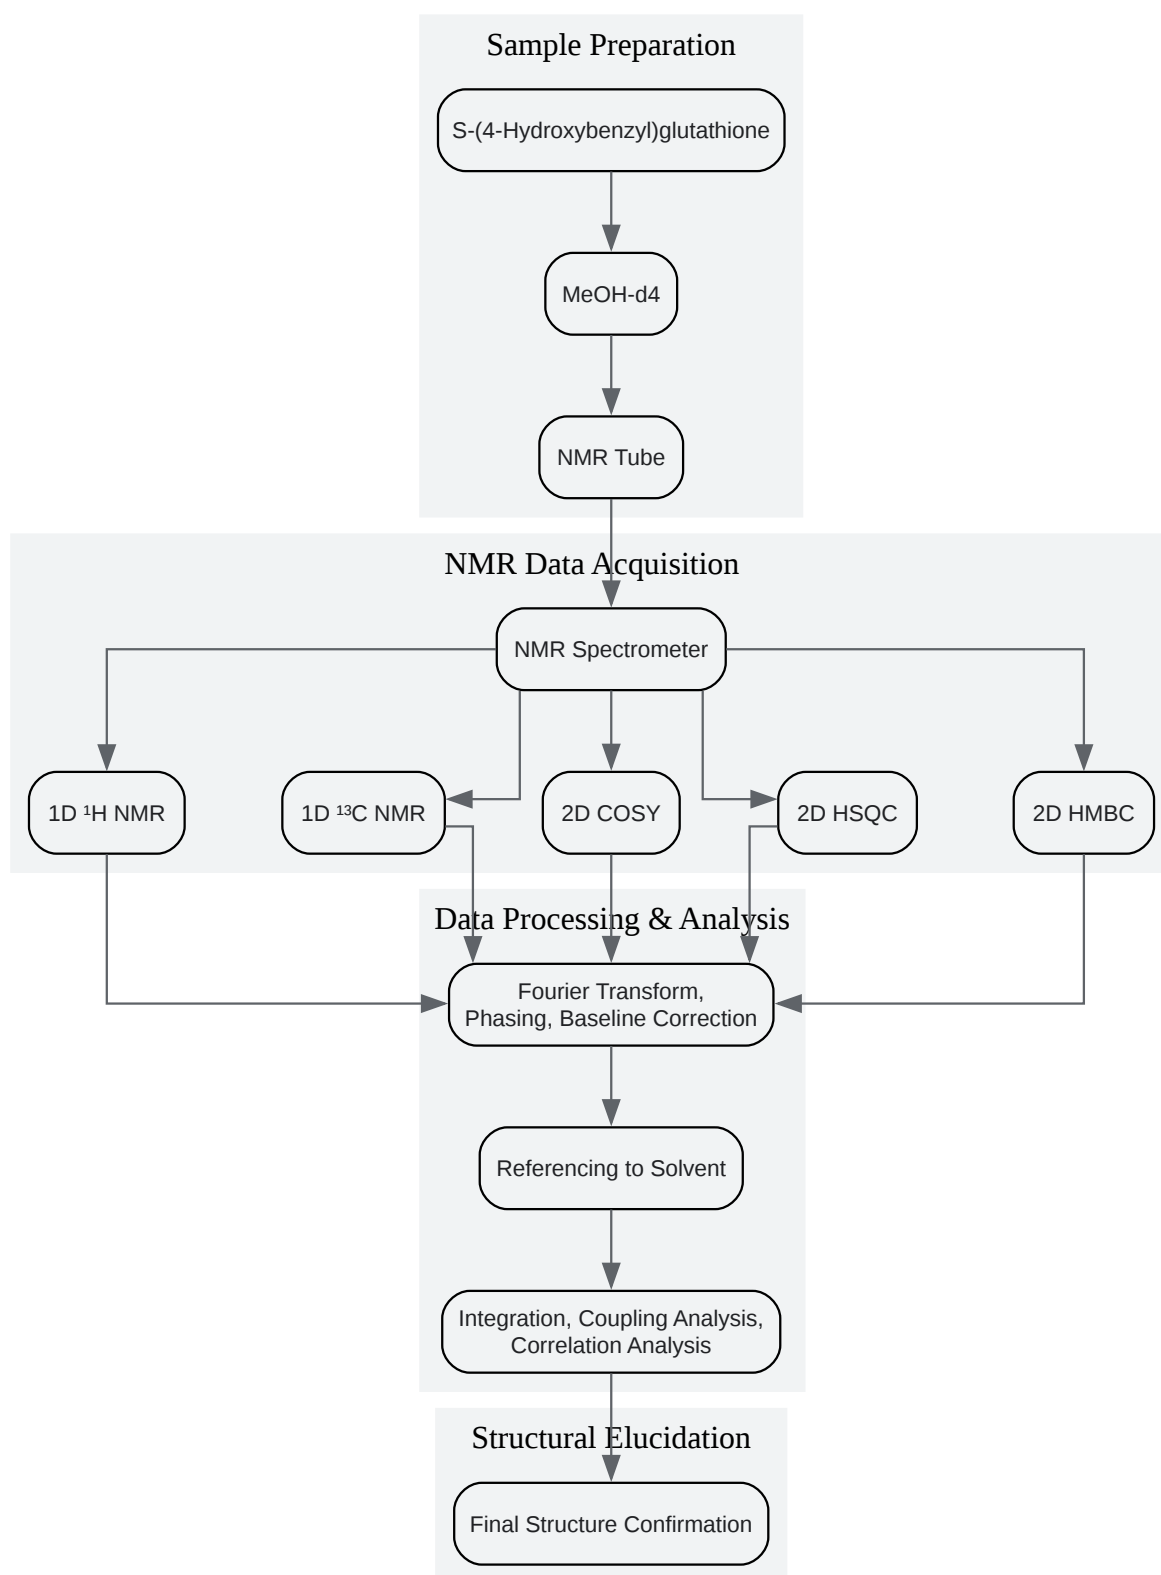 Sample Preparation
S-(4-Hydroxybenzyl)glutathione
MeOH-d4
NMR Tube
NMR Data Acquisition
NMR Spectrometer
1D ¹H NMR
1D ¹³C NMR
2D COSY
2D HSQC
2D HMBC
Data Processing & Analysis
Fourier Transform,
Phasing, Baseline Correction
Referencing to Solvent
Integration, Coupling Analysis,
Correlation Analysis
Structural Elucidation
Final Structure Confirmation